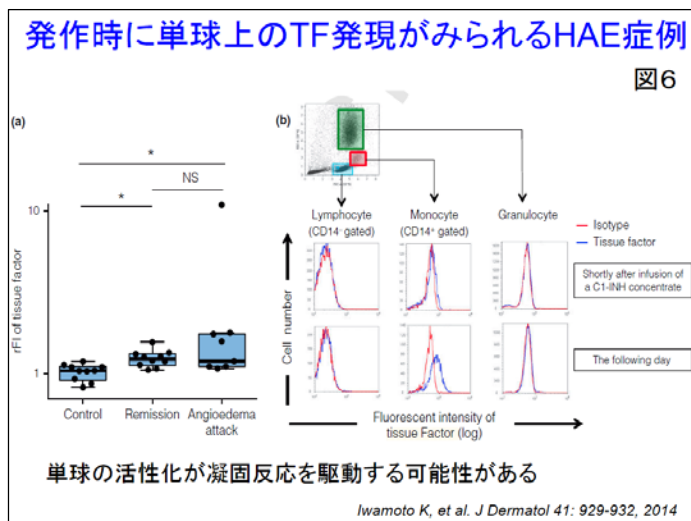 発作時に単球上のTF発現がみられるHAE症例
図6
(a)
*
NS
*
10
1
rFI of tissue factor
Control
Remission
Angioedema
attack
(b)
Lymphocyte
(CD14⁻ gated)
Monocyte
(CD14⁺ gated)
Granulocyte
Isotype
Tissue factor
Shortly after infusion of
a C1-INH concentrate
The following day
Cell number
Fluorescent intensity of
tissue Factor (log)
単球の活性化が凝固反応を駆動する可能性がある
Iwamoto K, et al. J Dermatol 41: 929-932, 2014